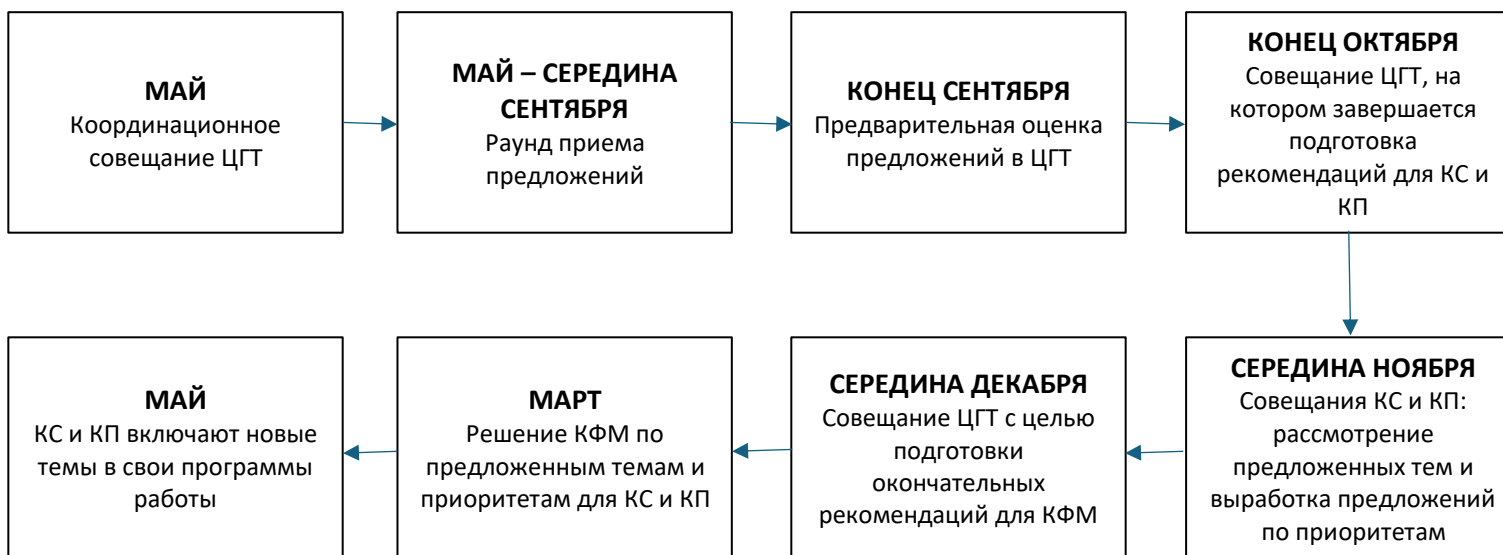 МАЙ
Координационное
совещание ЦГТ
МАЙ – СЕРЕДИНА
СЕНТЯБРЯ
Раунд приема
предложений
КОНЕЦ СЕНТЯБРЯ
Предварительная оценка
предложений в ЦГТ
КОНЕЦ ОКТЯБРЯ
Совещание ЦГТ, на
котором завершается
подготовка
рекомендаций для КС и
КП
СЕРЕДИНА НОЯБРЯ
Совещания КС и КП:
рассмотрение
предложенных тем и
выработка предложений
по приоритетам
СЕРЕДИНА ДЕКАБРЯ
Совещание ЦГТ с целью
подготовки
окончательных
рекомендаций для КФМ
МАРТ
Решение КФМ по
предложенным темам и
приоритетам для КС и КП
МАЙ
КС и КП включают новые
темы в свои программы
работы